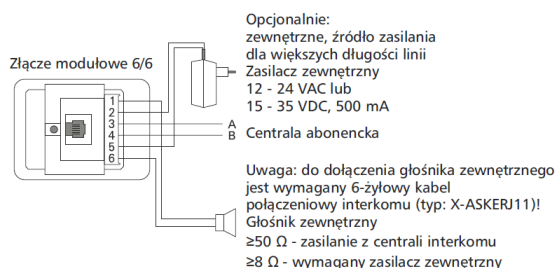 Opcjonalnie:
zewnętrzne, źródło zasilania
dla większych długości linii
Złącze modułowe 6/6
Zasilacz zewnętrzny
12 - 24 VAC lub
15 - 35 VDC, 500 mA
1
2
3
4
5
6
A
B
Centrala abonencka
Uwaga: do dołączenia głośnika zewnętrznego
jest wymagany 6-żyłowy kabel
połączeniowy interkomu (typ: X-ASKERJ11)!
Głośnik zewnętrzny
≥50 Ω - zasilanie z centrali interkomu
≥8 Ω - wymagany zasilacz zewnętrzny